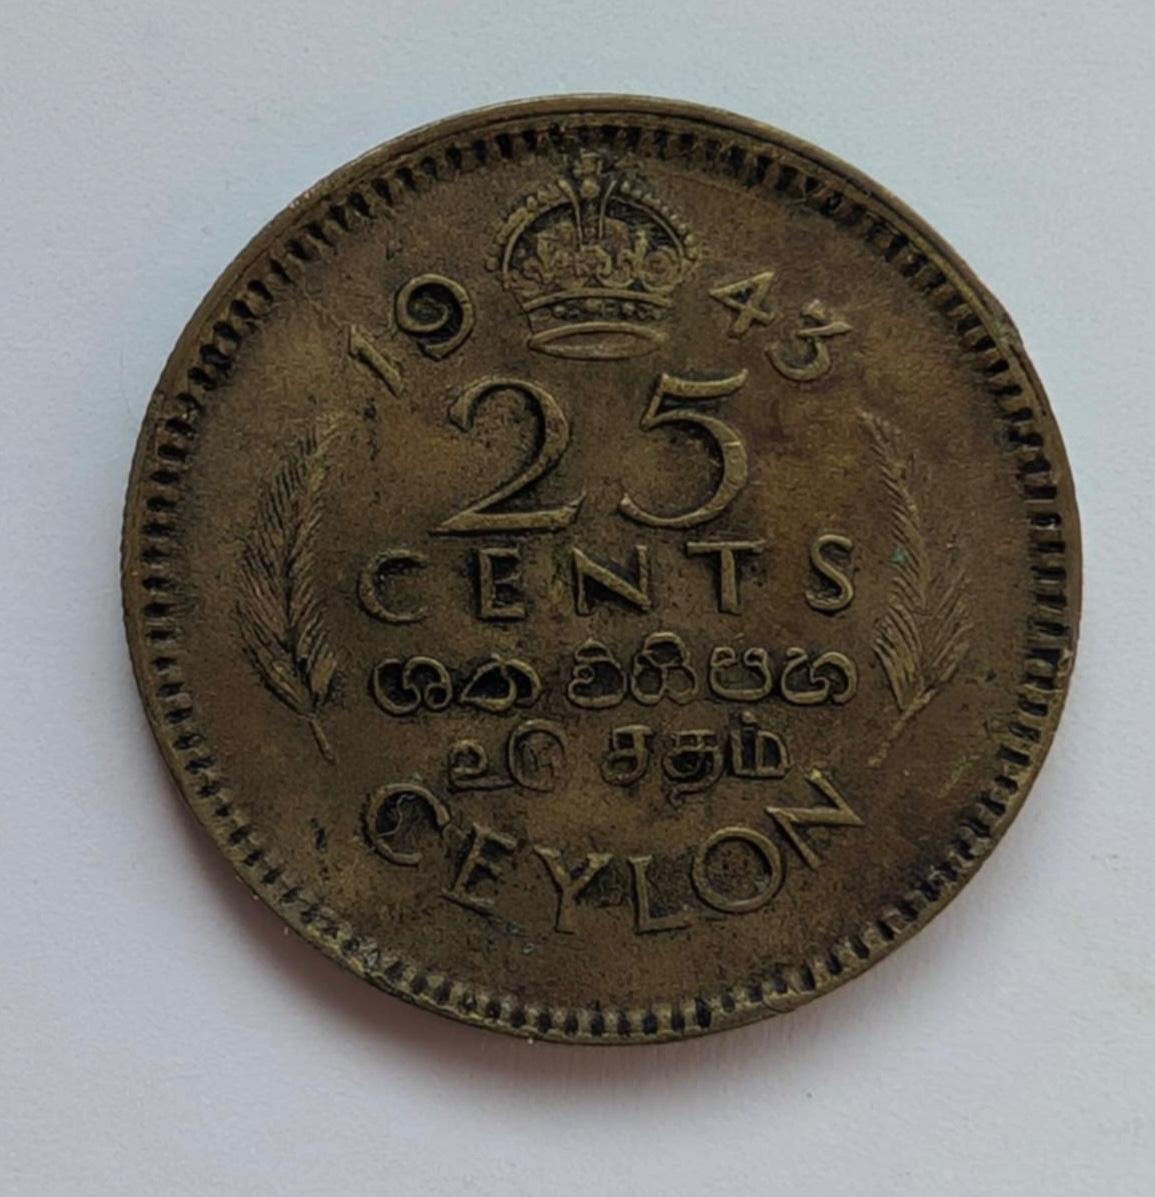 1943
25
CENTS
ශත විසිපහ
௨௫ சதம்
CEYLON